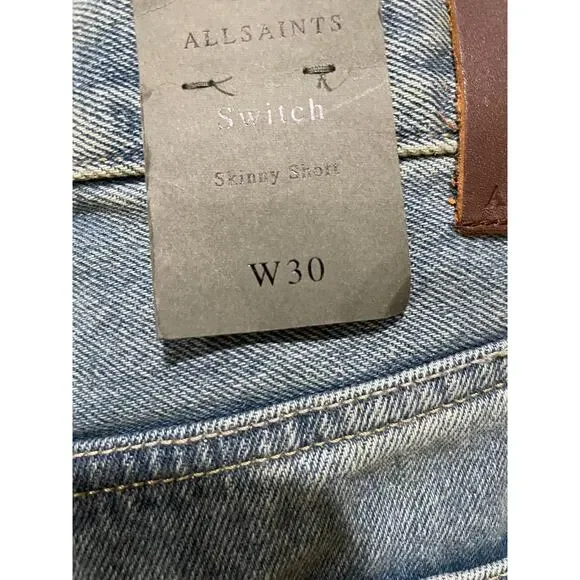 ALLSAINTS
Switch
Skinny Short
W30
A